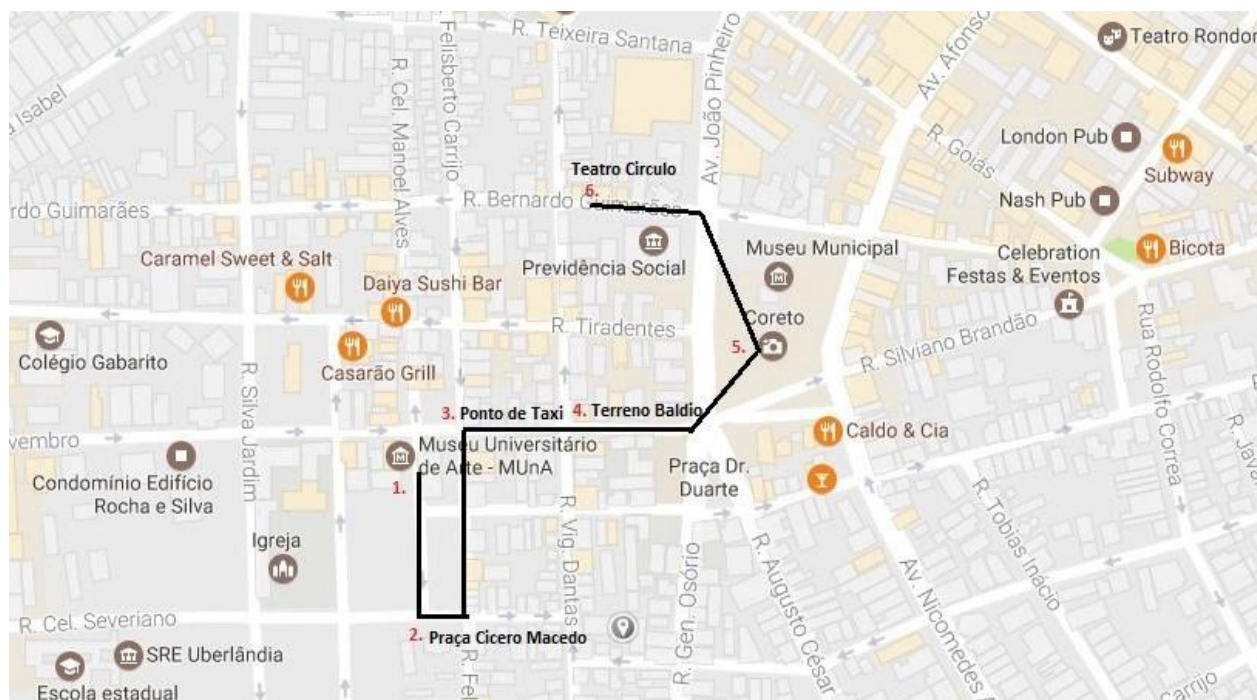 R. Teixeira Santana
Teatro Rondon
Av. Afonso
Av. João Pinheiro
Felisberto Carrijo
R. Cel. Manoel Alves
a Isabel
R. Goiás
London Pub
Subway
Teatro Circulo
6.
Nash Pub
rdo Guimarães
R. Bernardo Guimarães
Museu Municipal
Celebration
Festas & Eventos
Bicota
Caramel Sweet & Salt
Previdência Social
Daiya Sushi Bar
Coreto
5.
R. Tiradentes
R. Silviano Brandão
Rua Rodolfo Correa
Colégio Gabarito
Casarão Grill
R. Silva Jardim
3. Ponto de Taxi
4. Terreno Baldio
vembro
Museu Universitário
de Arte - MUnA
Caldo & Cia
1.
Condomínio Edifício
Rocha e Silva
Praça Dr.
Duarte
R. Java
R. Vig. Dantas
R. Tobias Inácio
Igreja
R. Gen. Osório
R. Augusto César
Av. Nicomedes A
R. Cel. Severiano
2. Praça Cicero Macedo
R. Fel
SRE Uberlândia
Escola estadual
arrijo